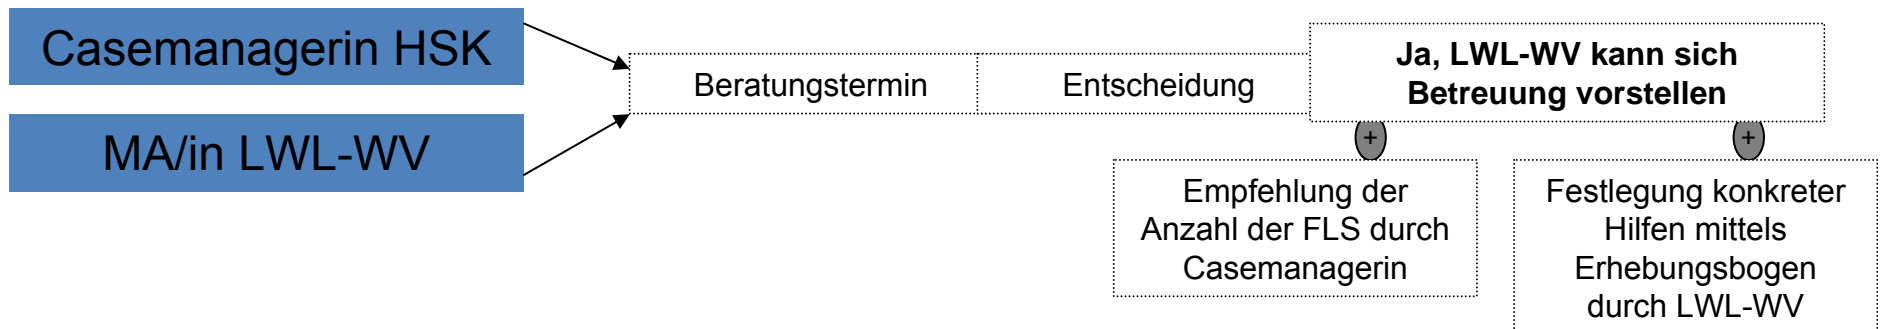 Casemanagerin HSK
MA/in LWL-WV
Beratungstermin
Entscheidung
Ja, LWL-WV kann sich
Betreuung vorstellen
+
+
Empfehlung der
Anzahl der FLS durch
Casemanagerin
Festlegung konkreter
Hilfen mittels
Erhebungsbogen
durch LWL-WV